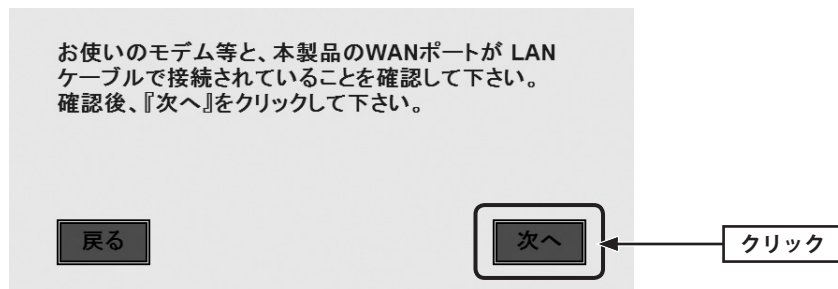 お使いのモデム等と、本製品のWANポートが LAN
ケーブルで接続されていることを確認して下さい。
確認後、『次へ』をクリックして下さい。
戻る
次へ
クリック